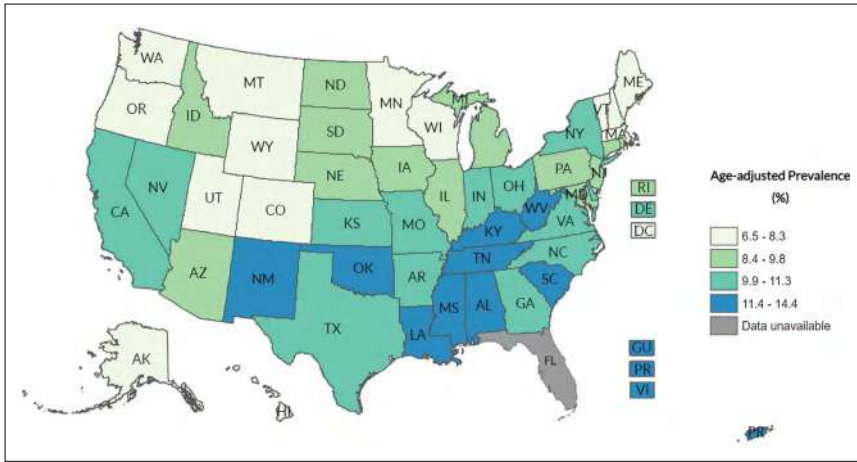 WA
MT
ND
MN
ME
VT
OR
ID
SD
WI
MI
NY
MA
WY
NE
IA
PA
NJ
NV
UT
CO
IL
IN
OH
MD
CA
KS
MO
WV
VA
KY
AZ
NM
OK
AR
TN
NC
SC
TX
LA
MS
AL
GA
FL
AK
HI
RI
DE
DC
GU
PR
VI
Age-adjusted Prevalence
(%)
6.5 - 8.3
8.4 - 9.8
9.9 - 11.3
11.4 - 14.4
Data unavailable
PR